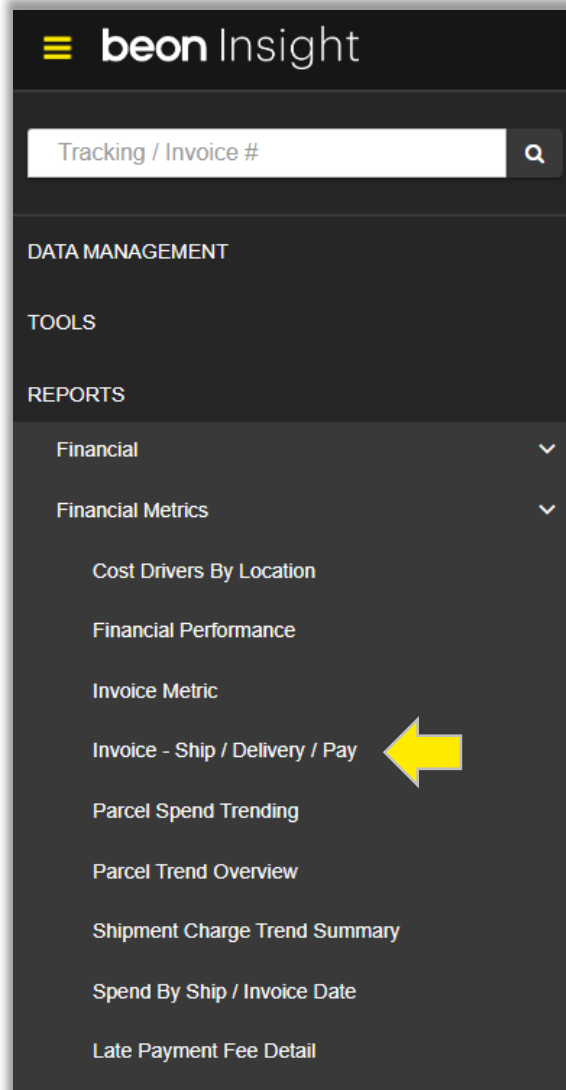 beon Insight
Tracking / Invoice #
DATA MANAGEMENT
TOOLS
REPORTS
Financial
Financial Metrics
Cost Drivers By Location
Financial Performance
Invoice Metric
Invoice - Ship / Delivery / Pay
Parcel Spend Trending
Parcel Trend Overview
Shipment Charge Trend Summary
Spend By Ship / Invoice Date
Late Payment Fee Detail